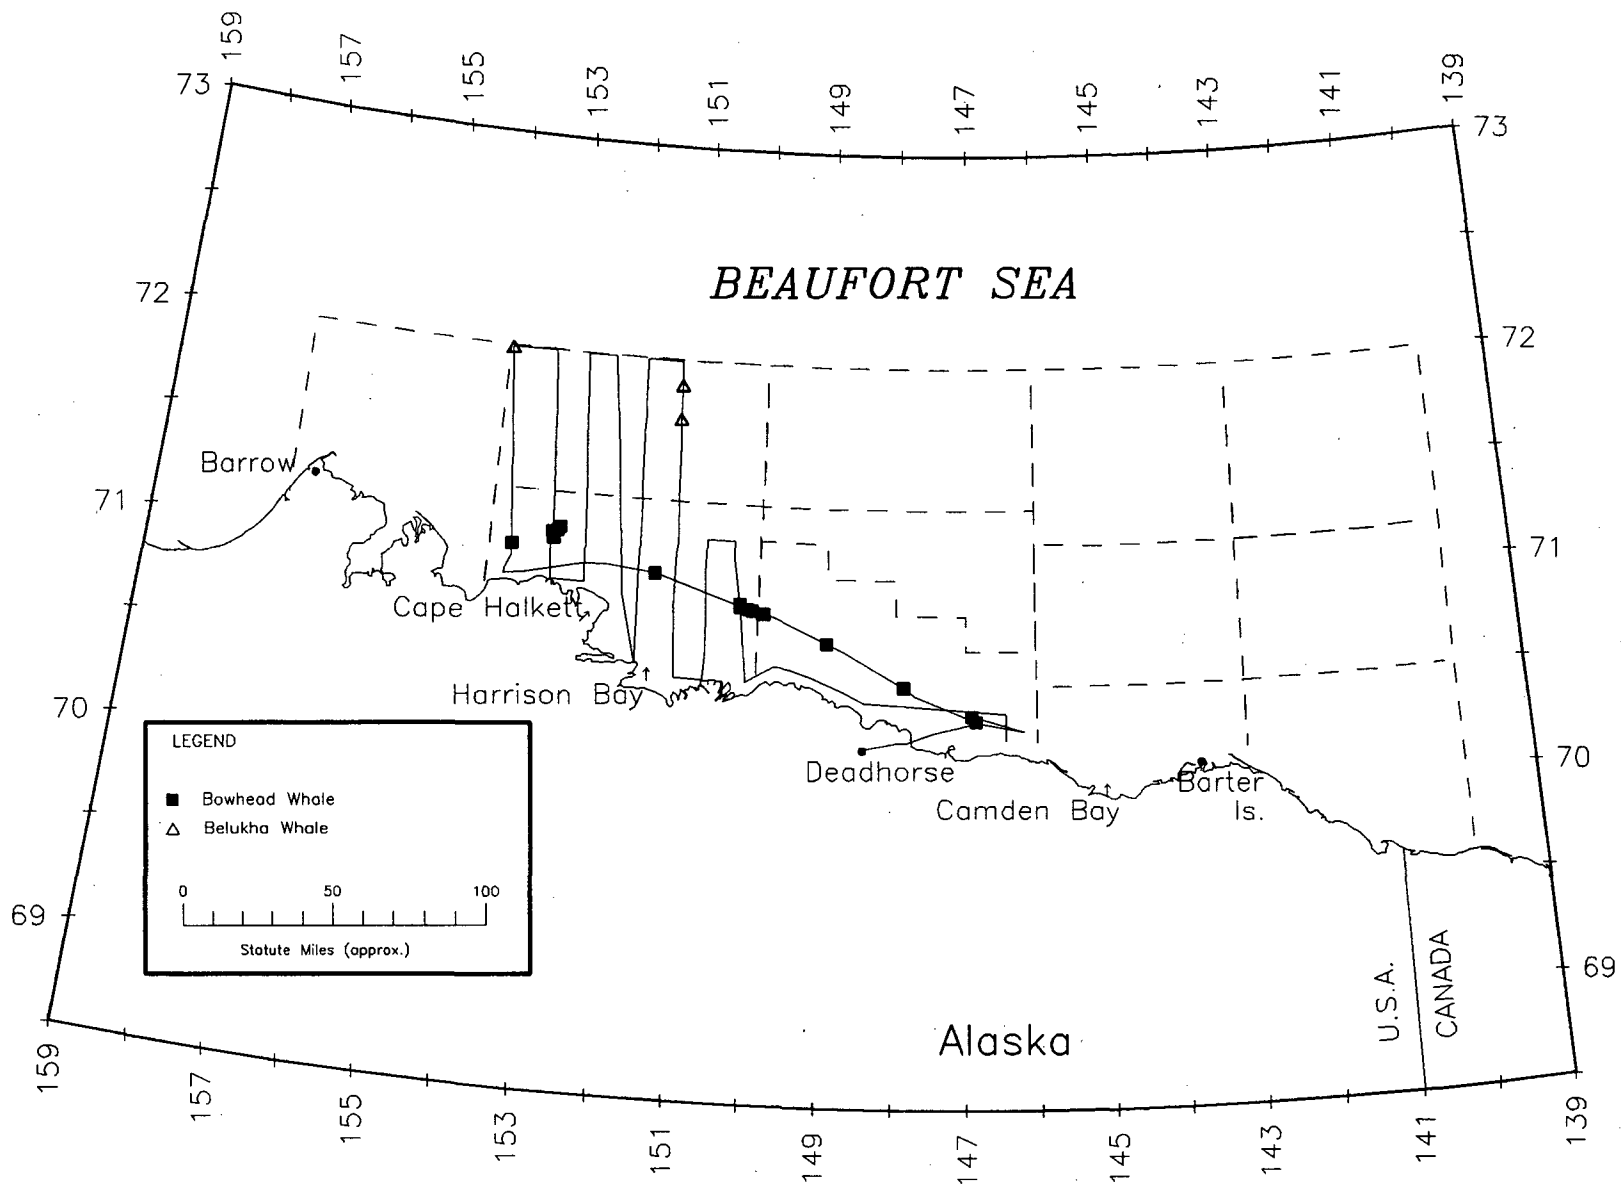 159
157
155
153
151
149
147
145
143
141
139
73
73
BEAUFORT SEA
72
72
Barrow
71
71
Cape Halkett
Harrison Bay
70
70
Deadhorse
Camden Bay
Barter
Is.
LEGEND
Bowhead Whale
Belukha Whale
0 50 100
Statute Miles (approx.)
69
69
U.S.A.
CANADA
Alaska
159
157
155
153
151
149
147
145
143
141
139